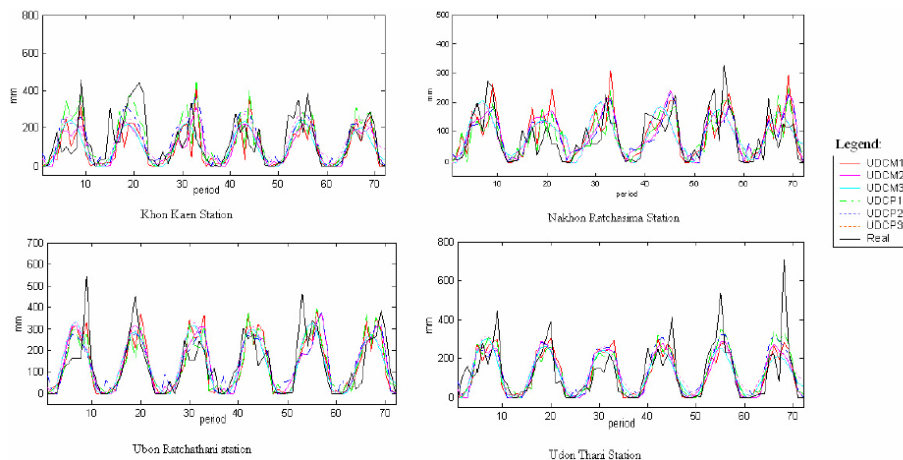 800
600
mm
400
200
0
10 20 30 40 50 60 70
period
Khon Kaen Station
500
400
300
mm
200
100
0
10 20 30 40 50 60 70
period
Nakhon Ratchasima Station
Legend:
UDCM1
UDCM2
UDCM3
UDCP1
UDCP2
UDCP3
Real
700
600
500
400
mm
300
200
100
0
10 20 30 40 50 60 70
period
Ubon Ratchathani station
800
600
mm
400
200
0
10 20 30 40 50 60 70
period
Udon Thani Station